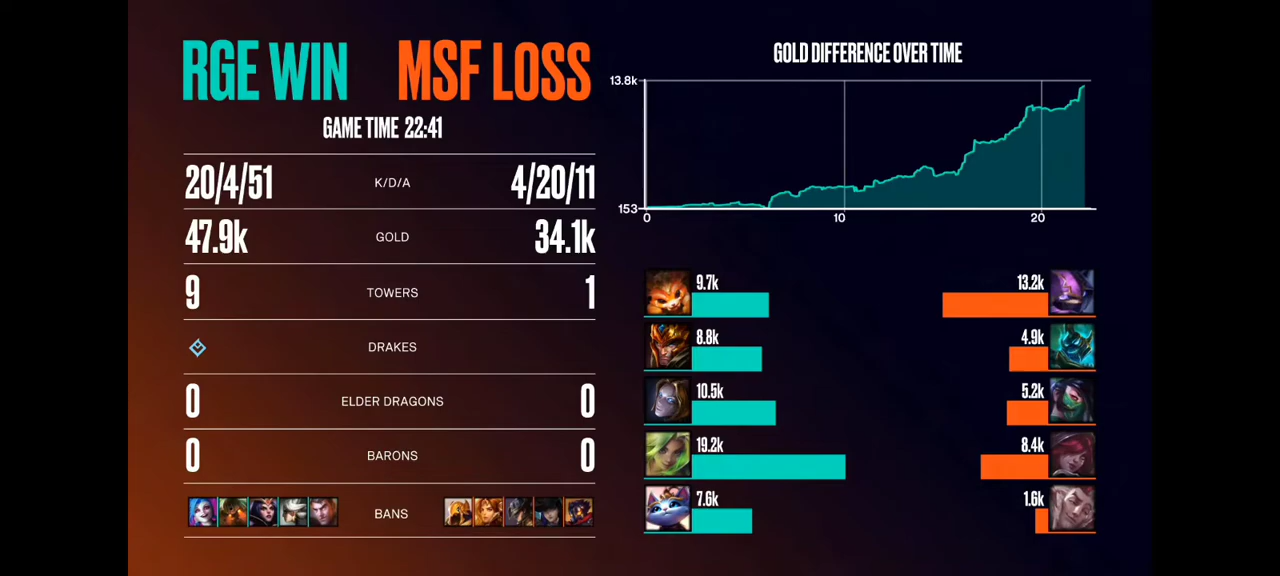 RGE WIN MSF LOSS
GAME TIME 22:41
20/4/51 K/D/A 4/20/11
47.9k GOLD 34.1k
9 TOWERS 1
DRAKES
0 ELDER DRAGONS 0
0 BARONS 0
BANS
GOLD DIFFERENCE OVER TIME
13.8k
153
0 10 20
9.7k 13.2k
8.8k 4.9k
10.5k 5.2k
19.2k 8.4k
7.6k 1.6k